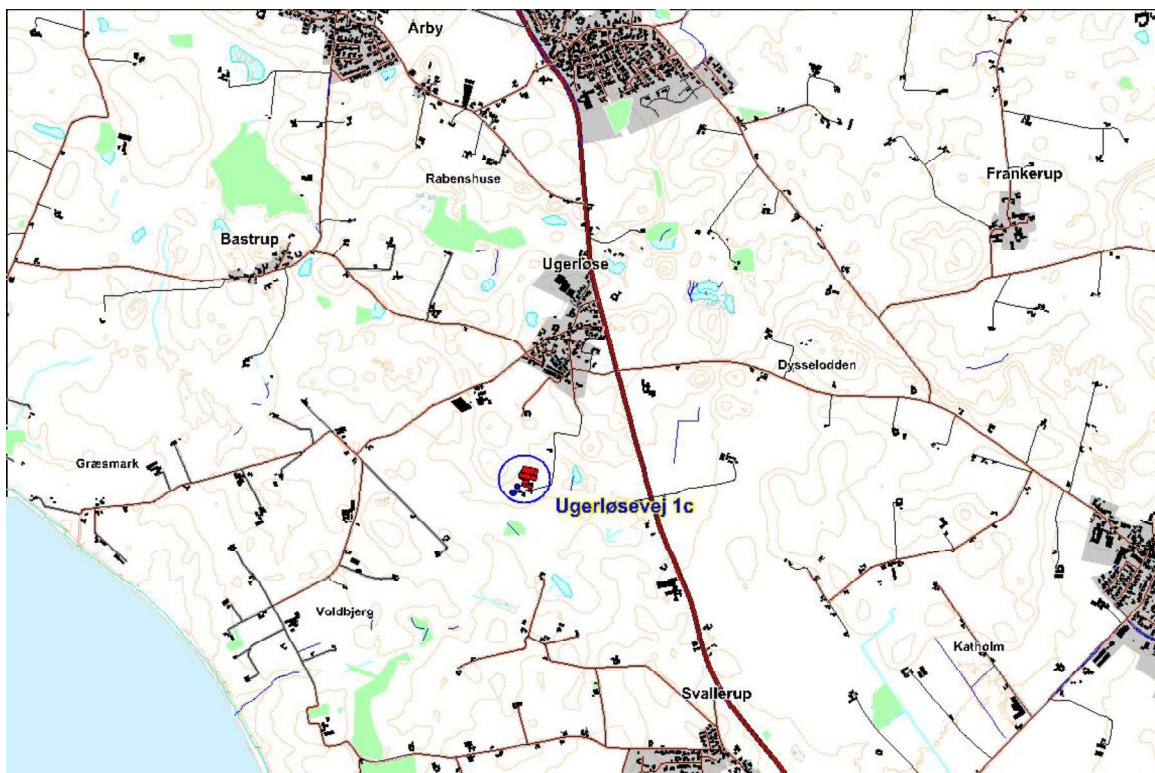 Årby
Frankerup
Rabenshuse
Bastrup
Ugerløse
Dysselodden
Græsmark
Ugerløsevej 1c
Voldbjerg
Katholm
Svallerup